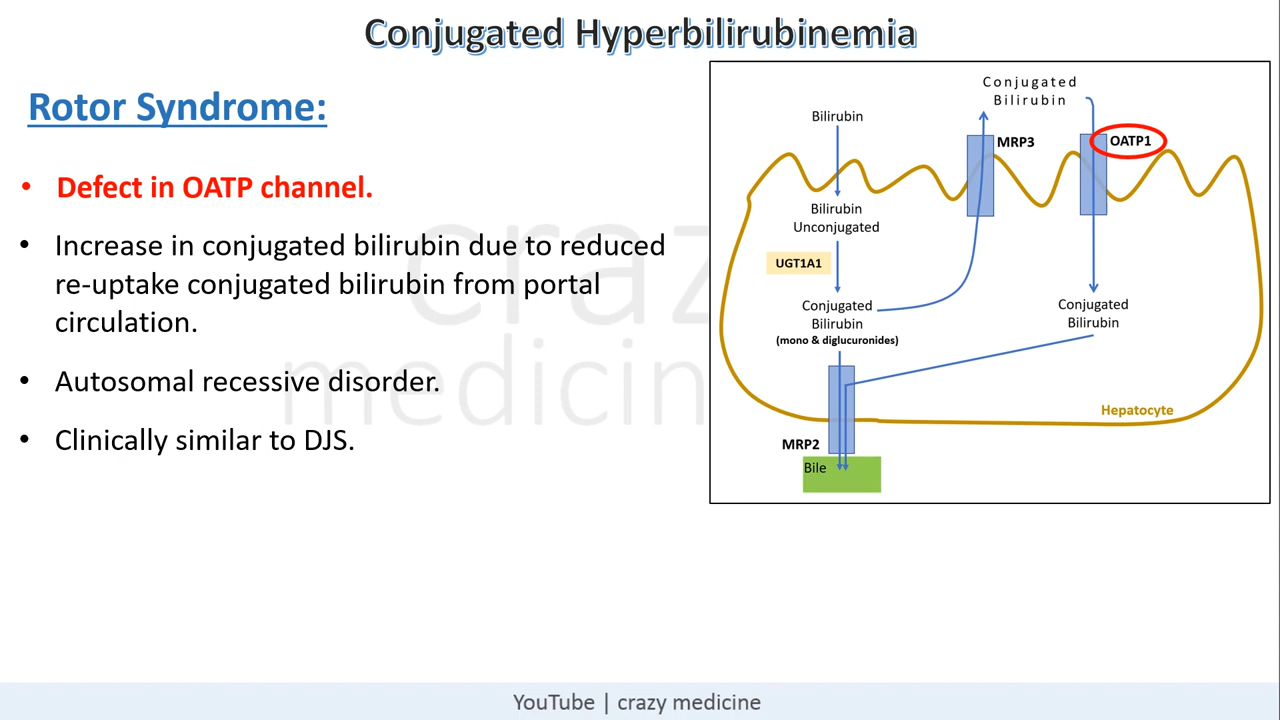 Conjugated Hyperbilirubinemia
Rotor Syndrome:
• Defect in OATP channel.
• Increase in conjugated bilirubin due to reduced
re-uptake conjugated bilirubin from portal
circulation.
• Autosomal recessive disorder.
• Clinically similar to DJS.
Conjugated
Bilirubin
Bilirubin
MRP3
OATP1
Bilirubin
Unconjugated
UGT1A1
Conjugated
Bilirubin
(mono & diglucuronides)
Conjugated
Bilirubin
Hepatocyte
MRP2
Bile
crazy
medicine
YouTube | crazy medicine